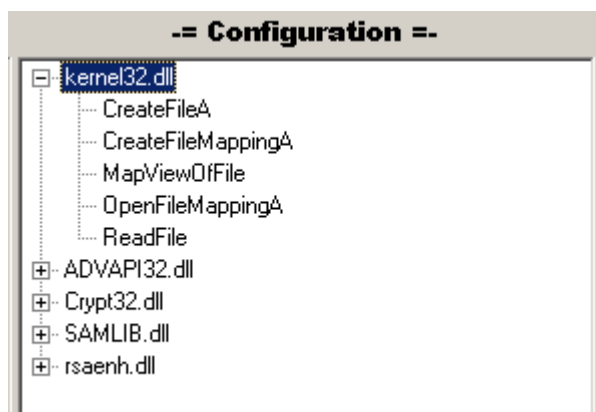 -= Configuration =-
kernel32.dll
CreateFileA
CreateFileMappingA
MapViewOfFile
OpenFileMappingA
ReadFile
ADVAPI32.dll
Crypt32.dll
SAMLIB.dll
rsaenh.dll